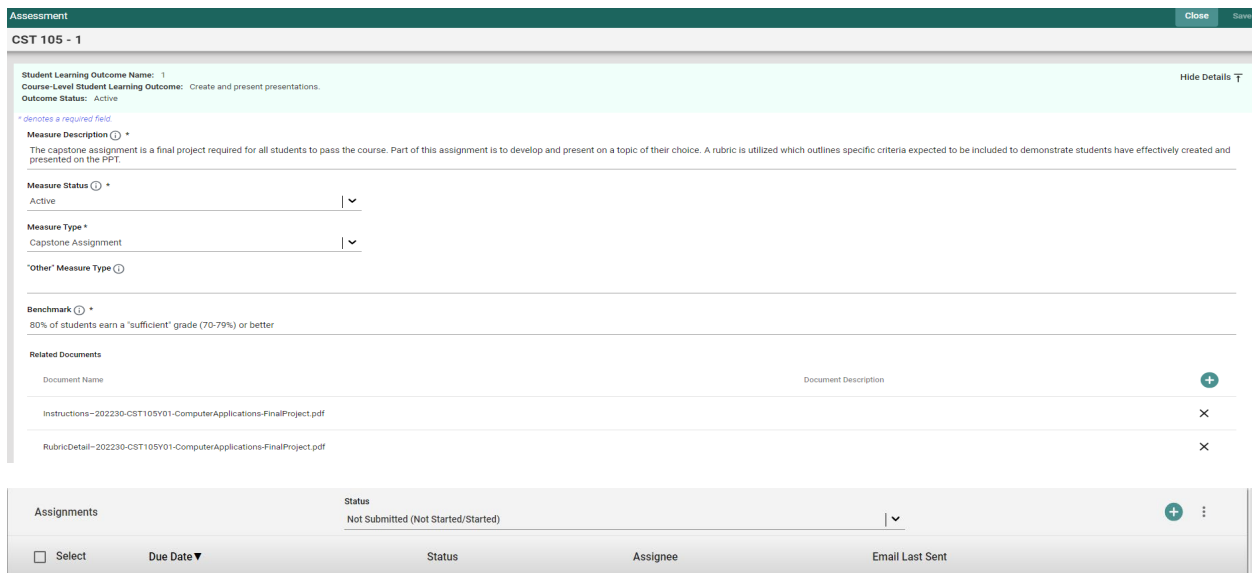 Assessment Close Save
CST 105 - 1
Student Learning Outcome Name: 1
Course-Level Student Learning Outcome: Create and present presentations.
Outcome Status: Active
Hide Details
* denotes a required field.
Measure Description *
The capstone assignment is a final project required for all students to pass the course. Part of this assignment is to develop and present on a topic of their choice. A rubric is utilized which outlines specific criteria expected to be included to demonstrate students have effectively created and
presented on the PPT.
Measure Status *
Active
Measure Type *
Capstone Assignment
"Other" Measure Type
Benchmark *
80% of students earn a "sufficient" grade (70-79%) or better
Related Documents
Document Name Document Description
Instructions–202230-CST105Y01-ComputerApplications-FinalProject.pdf
RubricDetail–202230-CST105Y01-ComputerApplications-FinalProject.pdf
Status
Assignments Not Submitted (Not Started/Started)
Select Due Date Status Assignee Email Last Sent